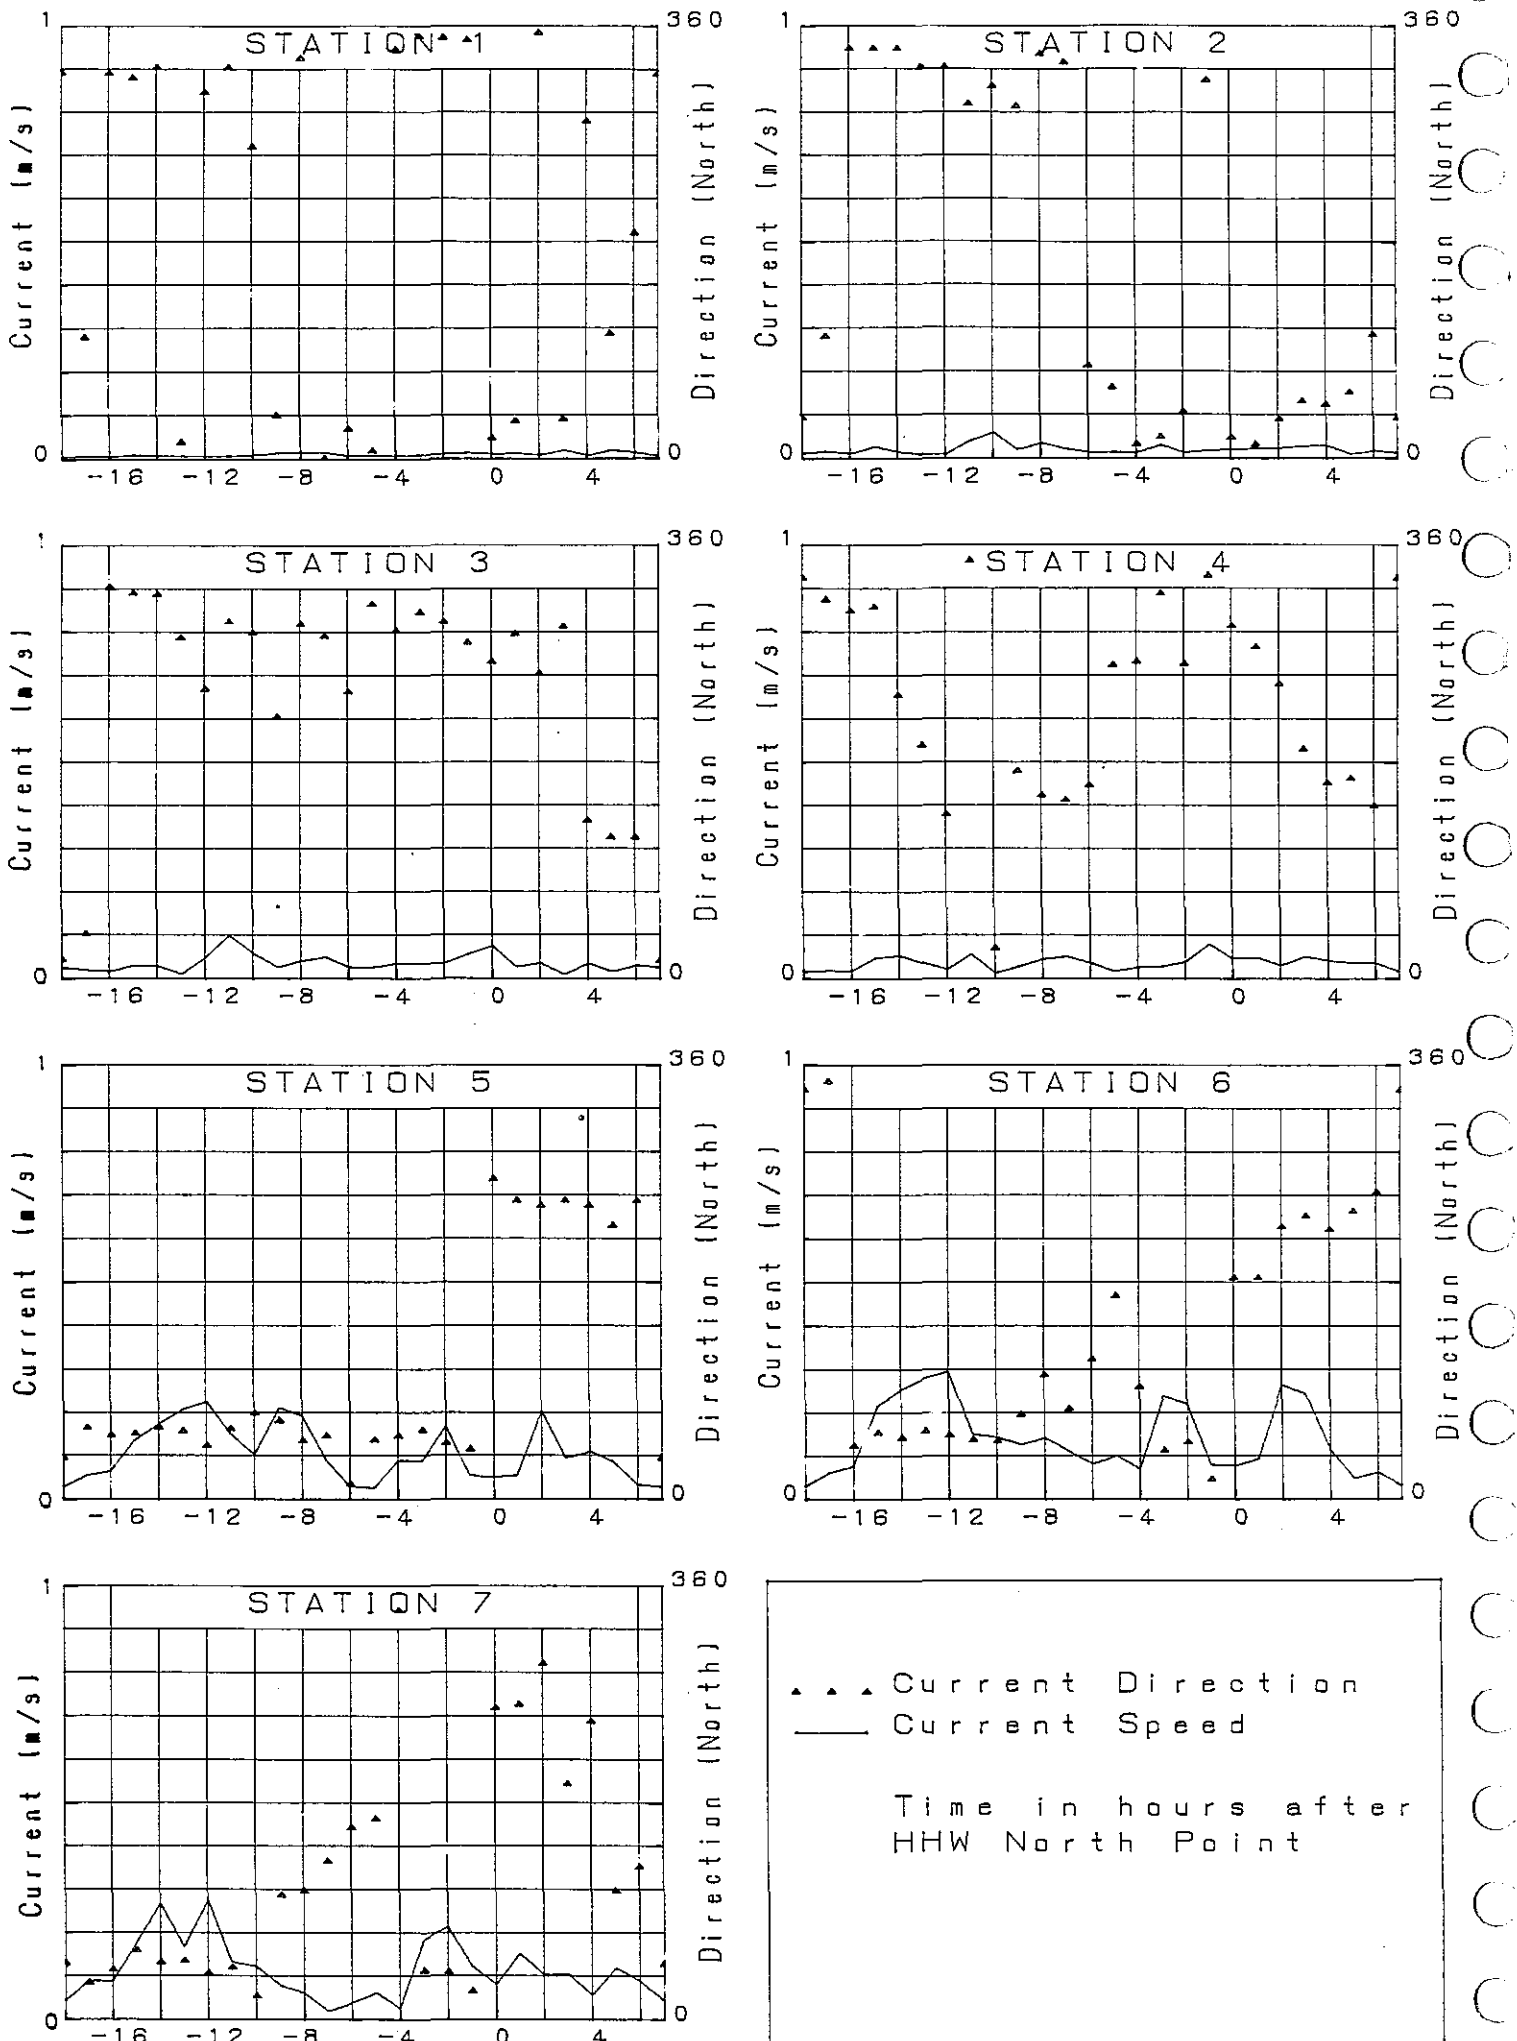 1 360 1 360
STATION 1 STATION 2
Current (m/s) Direction (North) Current (m/s) Direction (North)
0 0 0 0
-16 -12 -8 -4 0 4 -16 -12 -8 -4 0 4
1 360 1 360
STATION 3 STATION 4
Current (m/s) Direction (North) Current (m/s) Direction (North)
0 0 0 0
-16 -12 -8 -4 0 4 -16 -12 -8 -4 0 4
1 360 1 360
STATION 5 STATION 6
Current (m/s) Direction (North) Current (m/s) Direction (North)
0 0 0 0
-16 -12 -8 -4 0 4 -16 -12 -8 -4 0 4
1 360
STATION 7
Current (m/s) Direction (North)
0 0
-16 -12 -8 -4 0 4
Current Direction
Current Speed
Time in hours after
HHW North Point